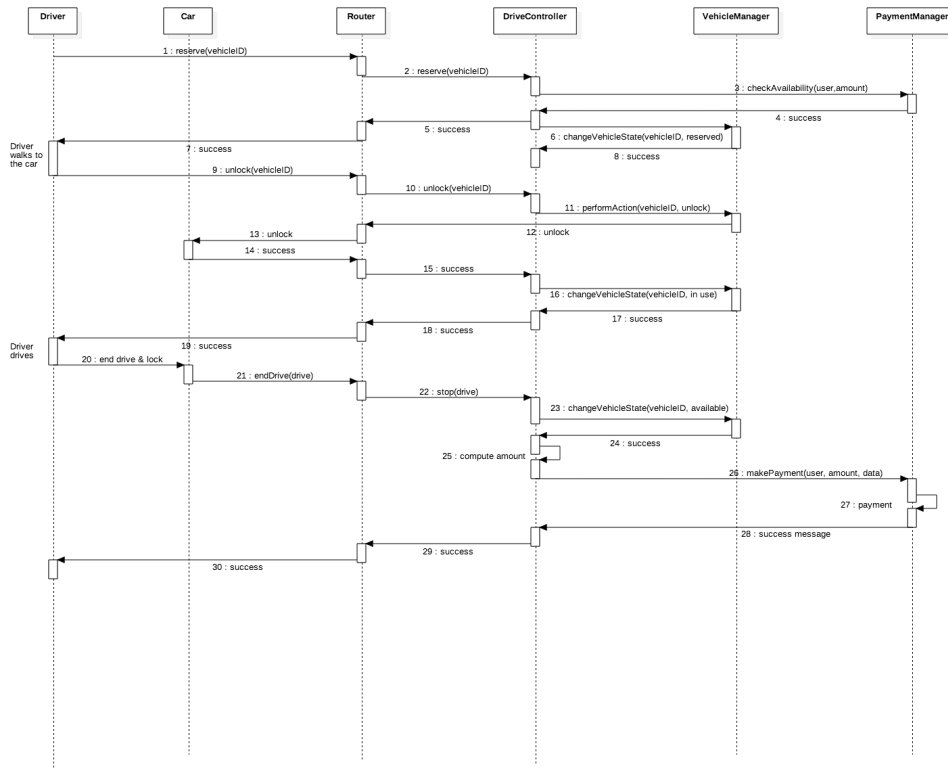 Driver
Car
Router
DriveController
VehicleManager
PaymentManager
1 : reserve(vehicleID)
2 : reserve(vehicleID)
3 : checkAvailability(user,amount)
4 : success
5 : success
6 : changeVehicleState(vehicleID, reserved)
Driver
walks to
the car
7 : success
8 : success
9 : unlock(vehicleID)
10 : unlock(vehicleID)
11 : performAction(vehicleID, unlock)
12 : unlock
13 : unlock
14 : success
15 : success
16 : changeVehicleState(vehicleID, in use)
17 : success
18 : success
Driver
drives
19 : success
20 : end drive & lock
21 : endDrive(drive)
22 : stop(drive)
23 : changeVehicleState(vehicleID, available)
24 : success
25 : compute amount
26 : makePayment(user, amount, data)
27 : payment
28 : success message
29 : success
30 : success